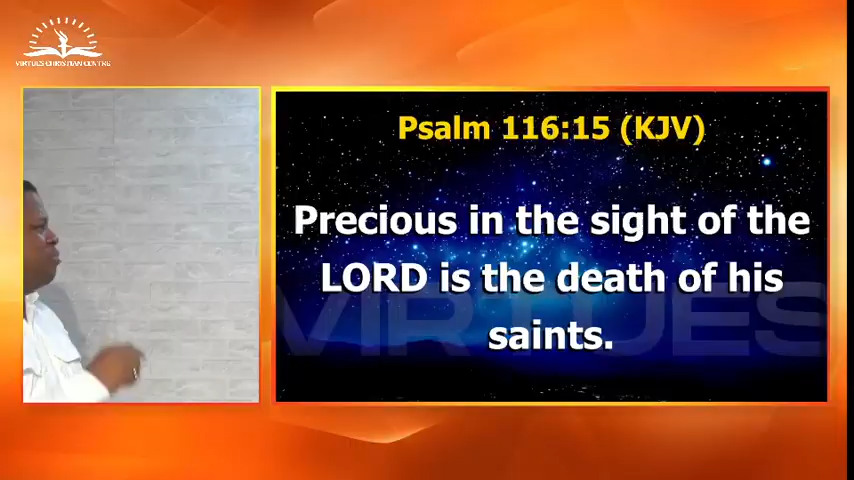 VIRTUES CHRISTIAN CENTRE
Psalm 116:15 (KJV)
Precious in the sight of the
LORD is the death of his
saints.
VIRTUES